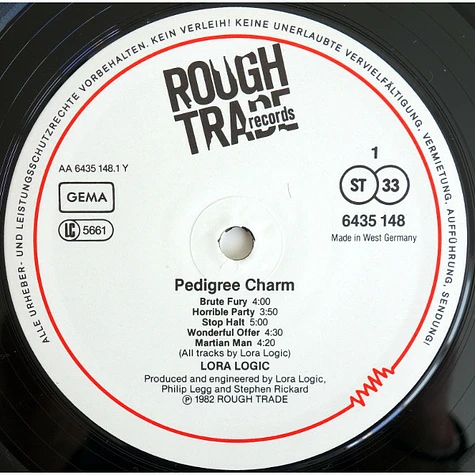 ALLE URHEBER- UND LEISTUNGSSCHUTZRECHTE VORBEHALTEN. KEIN VERLEIH! KEINE UNERLAUBTE VERVIELFÄLTIGUNG, VERMIETUNG, AUFFÜHRUNG, SENDUNG!
ROUGH
TRADE
records
AA 6435 148.1 Y
1
GEMA
ST 33
LC 5661
6435 148
Made in West Germany
Pedigree Charm
Brute Fury 4:00
Horrible Party 3:50
Stop Halt 5:00
Wonderful Offer 4:30
Martian Man 4:20
(All tracks by Lora Logic)
LORA LOGIC
Produced and engineered by Lora Logic,
Philip Legg and Stephen Rickard
℗ 1982 ROUGH TRADE